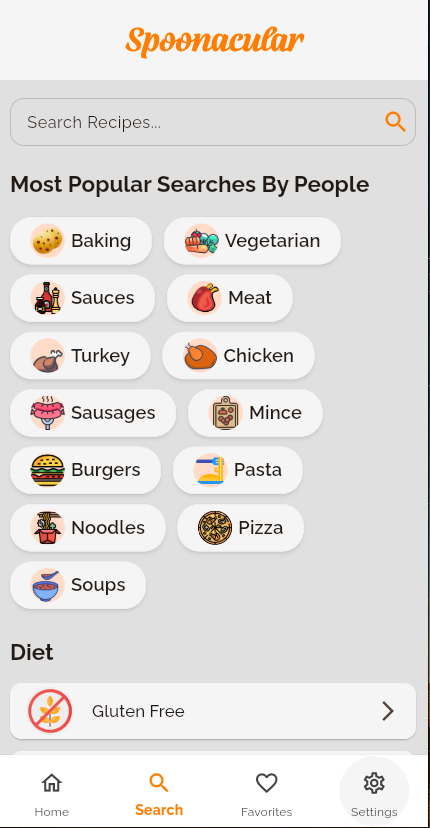 Spoonacular
Search Recipes...
Most Popular Searches By People
Baking
Vegetarian
Sauces
Meat
Turkey
Chicken
Sausages
Mince
Burgers
Pasta
Noodles
Pizza
Soups
Diet
Gluten Free
Home
Search
Favorites
Settings